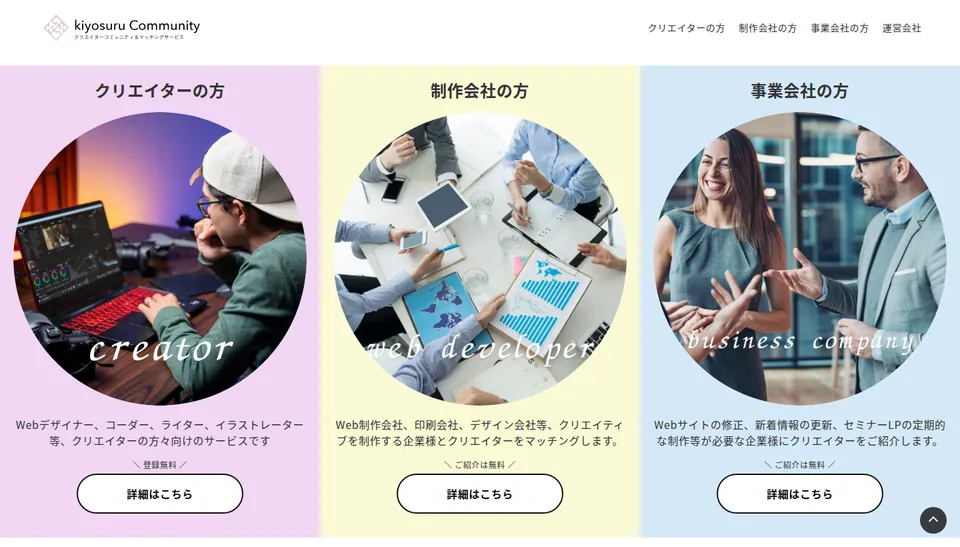 kiyosuru Community
クリエイターコミュニティ＆マッチングサービス
クリエイターの方
制作会社の方
事業会社の方
運営会社
クリエイターの方
creator
Webデザイナー、コーダー、ライター、イラストレーター
等、クリエイターの方々向けのサービスです
＼ 登録無料 ／
詳細はこちら
制作会社の方
web developer
Web制作会社、印刷会社、デザイン会社等、クリエイティ
ブを制作する企業様とクリエイターをマッチングします。
＼ ご紹介は無料 ／
詳細はこちら
事業会社の方
business company
Webサイトの修正、新着情報の更新、セミナーLPの定期的
な制作等が必要な企業様にクリエイターをご紹介します。
＼ ご紹介は無料 ／
詳細はこちら